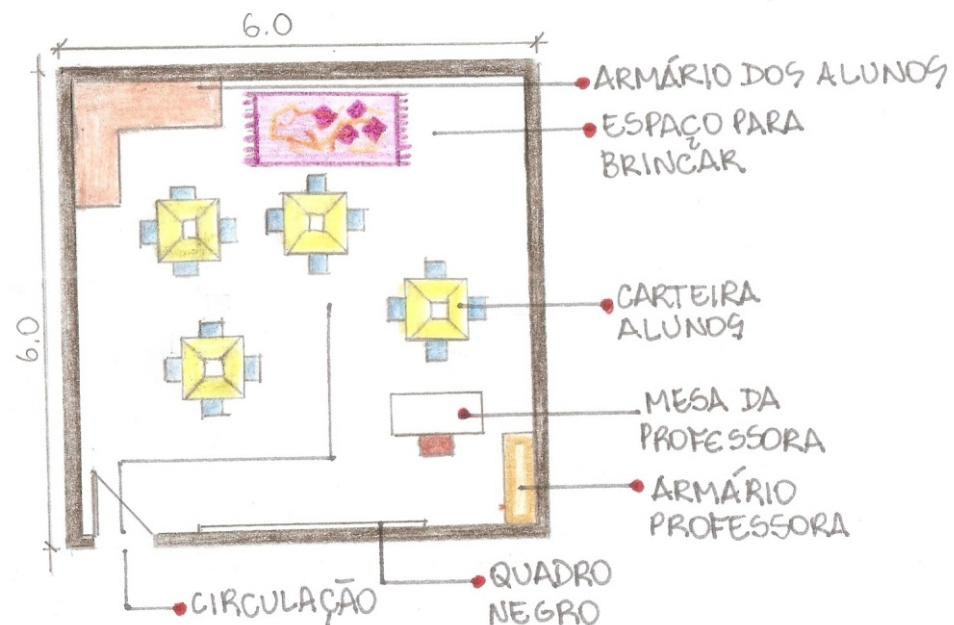 6.0
ARMÁRIO DOS ALUNOS
ESPAÇO PARA
BRINCAR
6.0
CARTEIRA
ALUNOS
MESA DA
PROFESSORA
ARMÁRIO
PROFESSORA
QUADRO
NEGRO
CIRCULAÇÃO